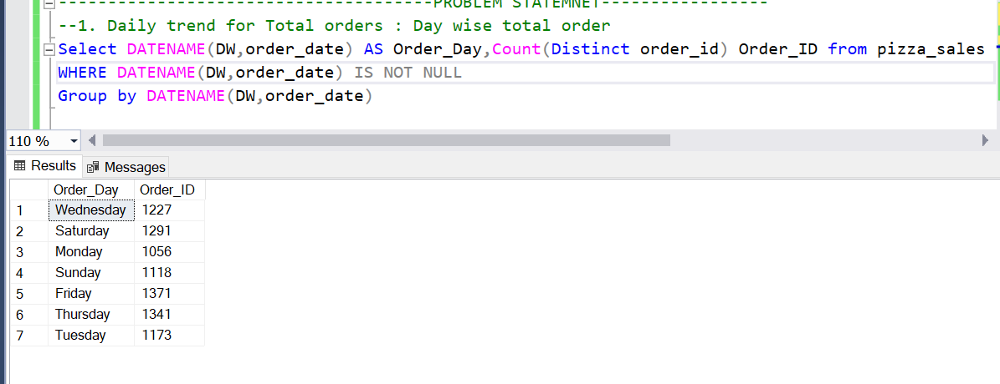 ----------------------------------------PROBLEM STATEMNET-----------------
--1. Daily trend for Total orders : Day wise total order
Select DATENAME(DW,order_date) AS Order_Day,Count(Distinct order_id) Order_ID from pizza_sales
WHERE DATENAME(DW,order_date) IS NOT NULL
Group by DATENAME(DW,order_date)
110 %
Results Messages
Order_Day Order_ID
1 Wednesday 1227
2 Saturday 1291
3 Monday 1056
4 Sunday 1118
5 Friday 1371
6 Thursday 1341
7 Tuesday 1173